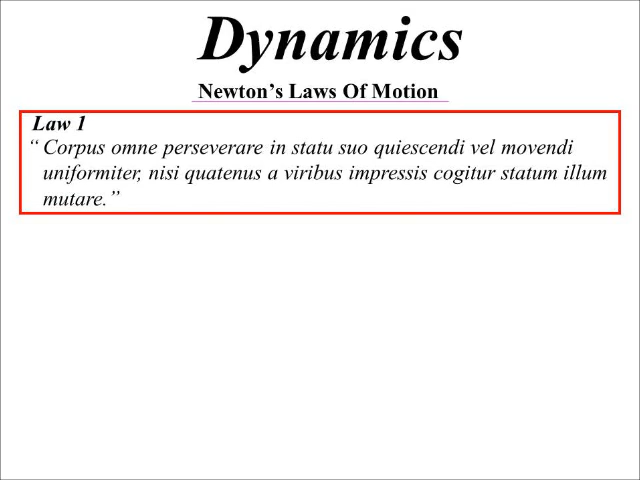 Dynamics
Newton's Laws Of Motion
Law 1
“ Corpus omne perseverare in statu suo quiescendi vel movendi
uniformiter, nisi quatenus a viribus impressis cogitur statum illum
mutare.”